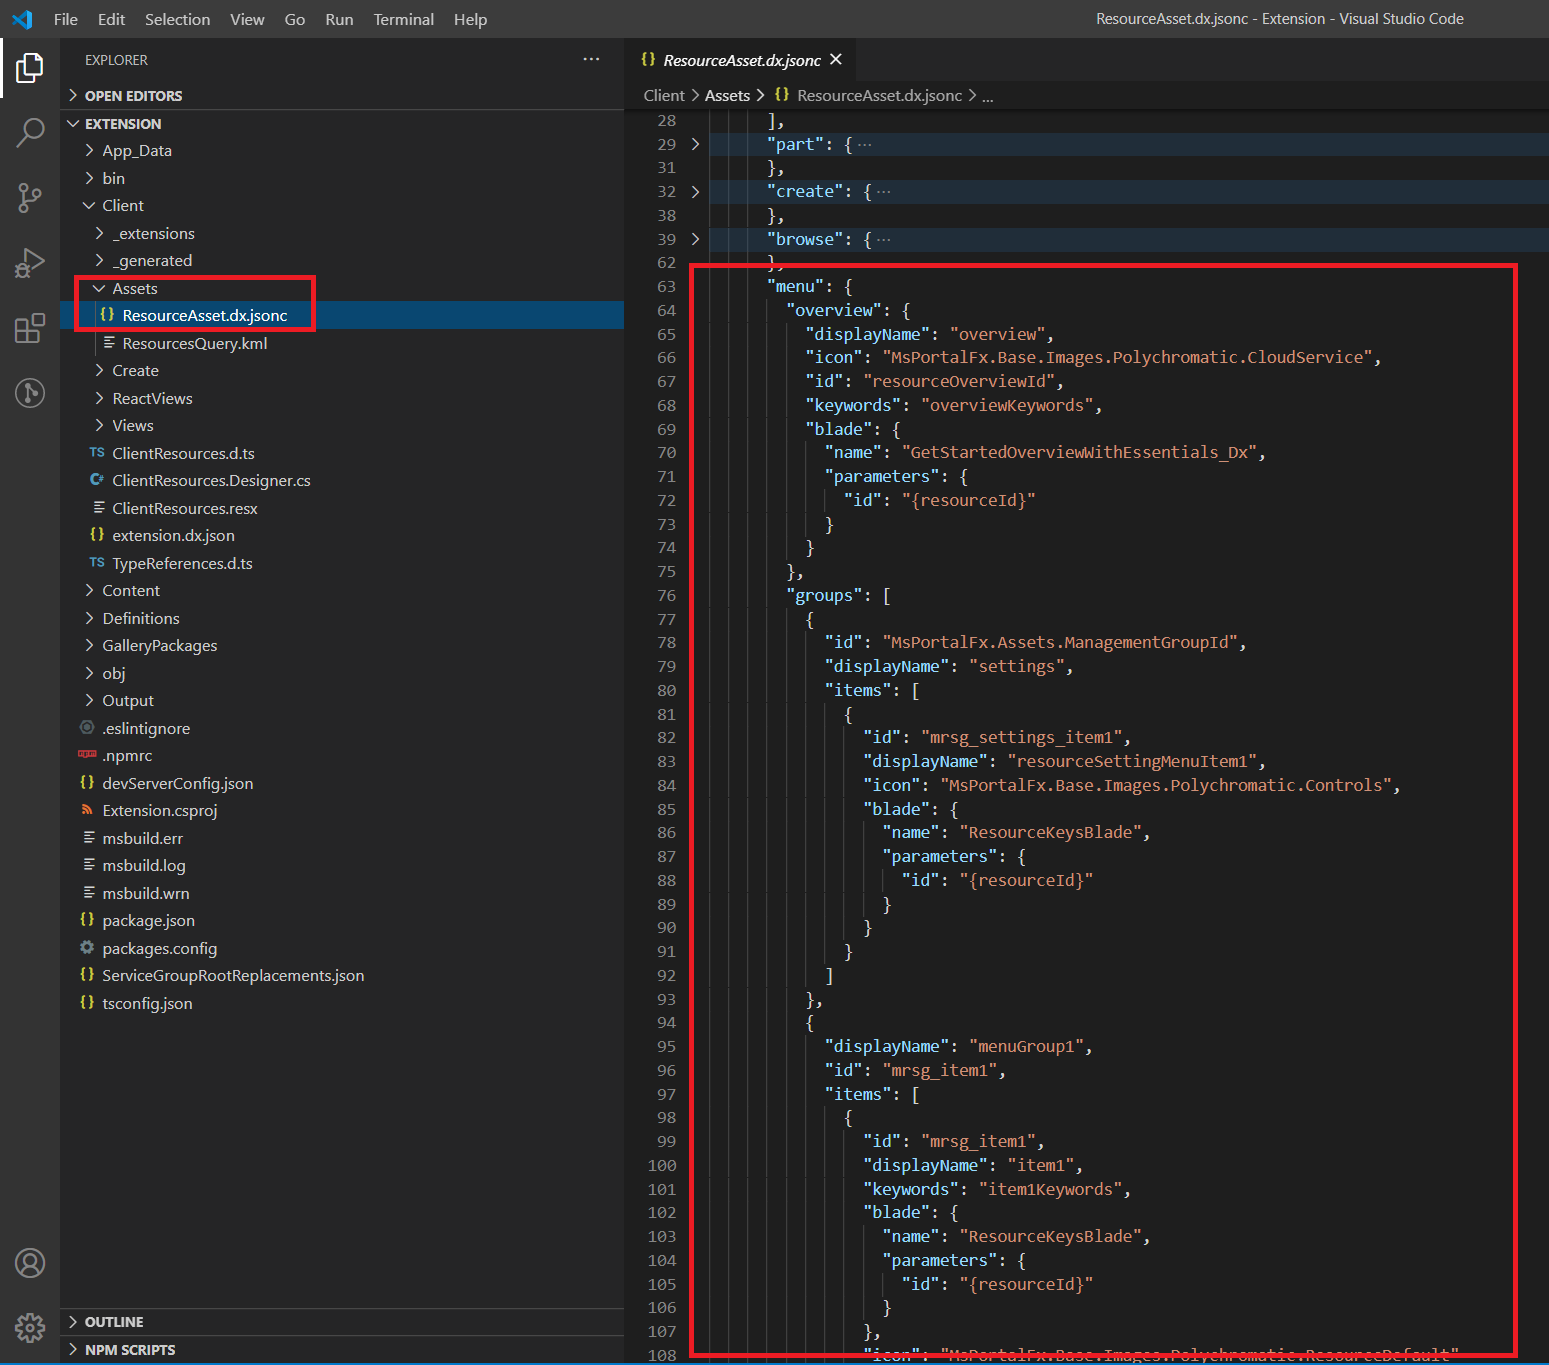 File Edit Selection View Go Run Terminal Help
ResourceAsset.dx.jsonc - Extension - Visual Studio Code
EXPLORER ···
OPEN EDITORS
EXTENSION
App_Data
bin
Client
_extensions
_generated
Assets
{} ResourceAsset.dx.jsonc
ResourcesQuery.kml
Create
ReactViews
Views
TS ClientResources.d.ts
C# ClientResources.Designer.cs
ClientResources.resx
{} extension.dx.json
TS TypeReferences.d.ts
Content
Definitions
GalleryPackages
obj
Output
.eslintignore
npm .npmrc
{} devServerConfig.json
Extension.csproj
msbuild.err
msbuild.log
msbuild.wrn
{} package.json
packages.config
{} ServiceGroupRootReplacements.json
{} tsconfig.json
OUTLINE
NPM SCRIPTS
{} ResourceAsset.dx.jsonc
Client > Assets > {} ResourceAsset.dx.jsonc > ...
28 ],
29 "part": { ···
31 },
32 "create": { ···
38 },
39 "browse": { ···
62 },
63 "menu": {
64 "overview": {
65 "displayName": "overview",
66 "icon": "MsPortalFx.Base.Images.Polychromatic.CloudService",
67 "id": "resourceOverviewId",
68 "keywords": "overviewKeywords",
69 "blade": {
70 "name": "GetStartedOverviewWithEssentials_Dx",
71 "parameters": {
72 "id": "{resourceId}"
73 }
74 }
75 },
76 "groups": [
77 {
78 "id": "MsPortalFx.Assets.ManagementGroupId",
79 "displayName": "settings",
80 "items": [
81 {
82 "id": "mrsg_settings_item1",
83 "displayName": "resourceSettingMenuItem1",
84 "icon": "MsPortalFx.Base.Images.Polychromatic.Controls",
85 "blade": {
86 "name": "ResourceKeysBlade",
87 "parameters": {
88 "id": "{resourceId}"
89 }
90 }
91 }
92 ]
93 },
94 {
95 "displayName": "menuGroup1",
96 "id": "mrsg_item1",
97 "items": [
98 {
99 "id": "mrsg_item1",
100 "displayName": "item1",
101 "keywords": "item1Keywords",
102 "blade": {
103 "name": "ResourceKeysBlade",
104 "parameters": {
105 "id": "{resourceId}"
106 }
107 },
108 "icon": "MsPortalFx.Base.Images.Polychromatic.ResourceDefault"